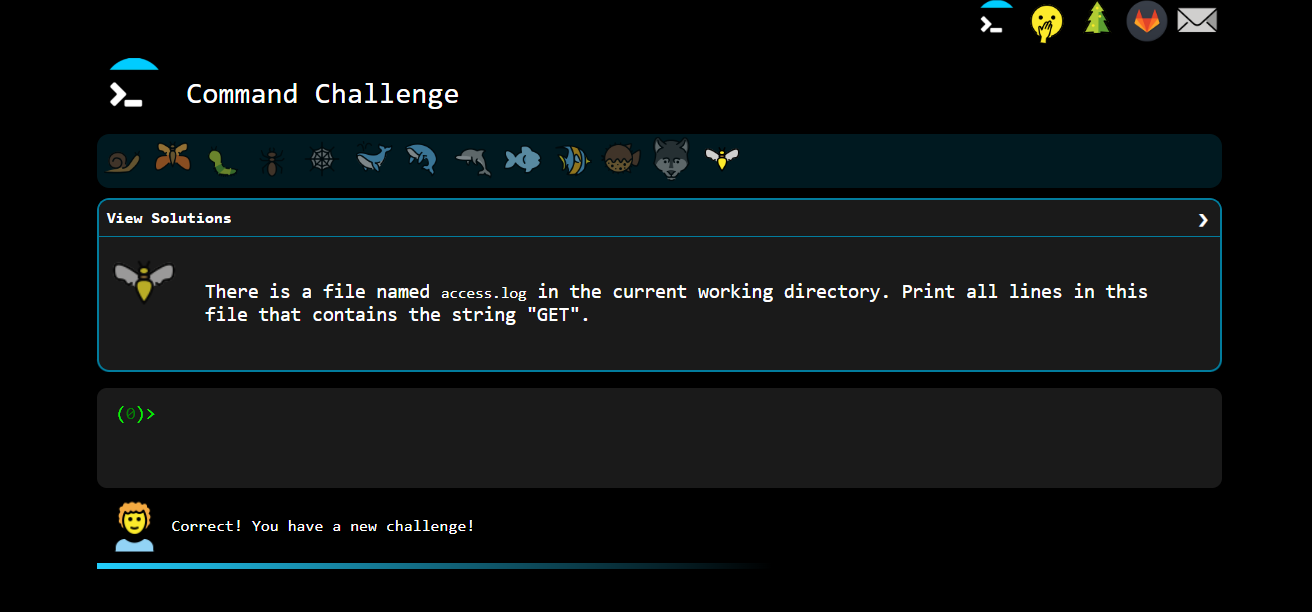 Command Challenge
View Solutions
There is a file named access.log in the current working directory. Print all lines in this
file that contains the string "GET".
(0)>
Correct! You have a new challenge!